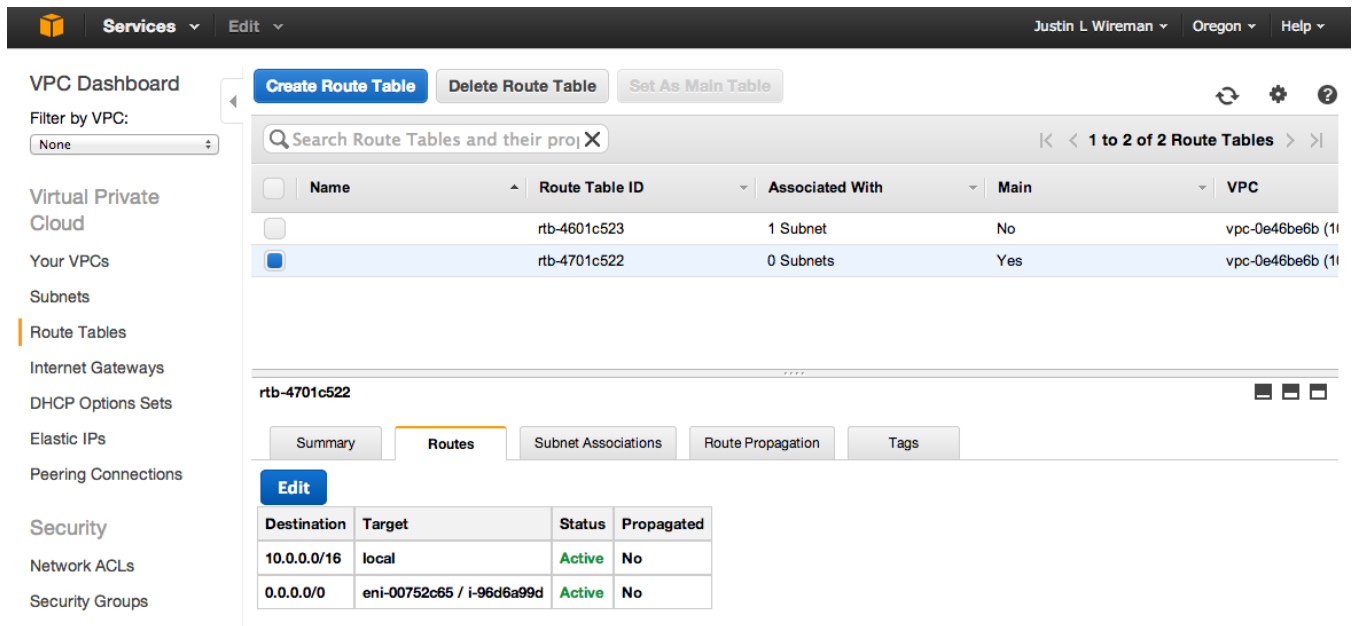 Services Edit Justin L Wireman Oregon Help
VPC Dashboard
Filter by VPC:
None
Virtual Private
Cloud
Your VPCs
Subnets
Route Tables
Internet Gateways
DHCP Options Sets
Elastic IPs
Peering Connections
Security
Network ACLs
Security Groups
Create Route Table Delete Route Table Set As Main Table
Search Route Tables and their pro
1 to 2 of 2 Route Tables
Name Route Table ID Associated With Main VPC
rtb-4601c523 1 Subnet No vpc-0e46be6b (1
rtb-4701c522 0 Subnets Yes vpc-0e46be6b (1
rtb-4701c522
Summary Routes Subnet Associations Route Propagation Tags
Edit
Destination Target Status Propagated
10.0.0.0/16 local Active No
0.0.0.0/0 eni-00752c65 / i-96d6a99d Active No